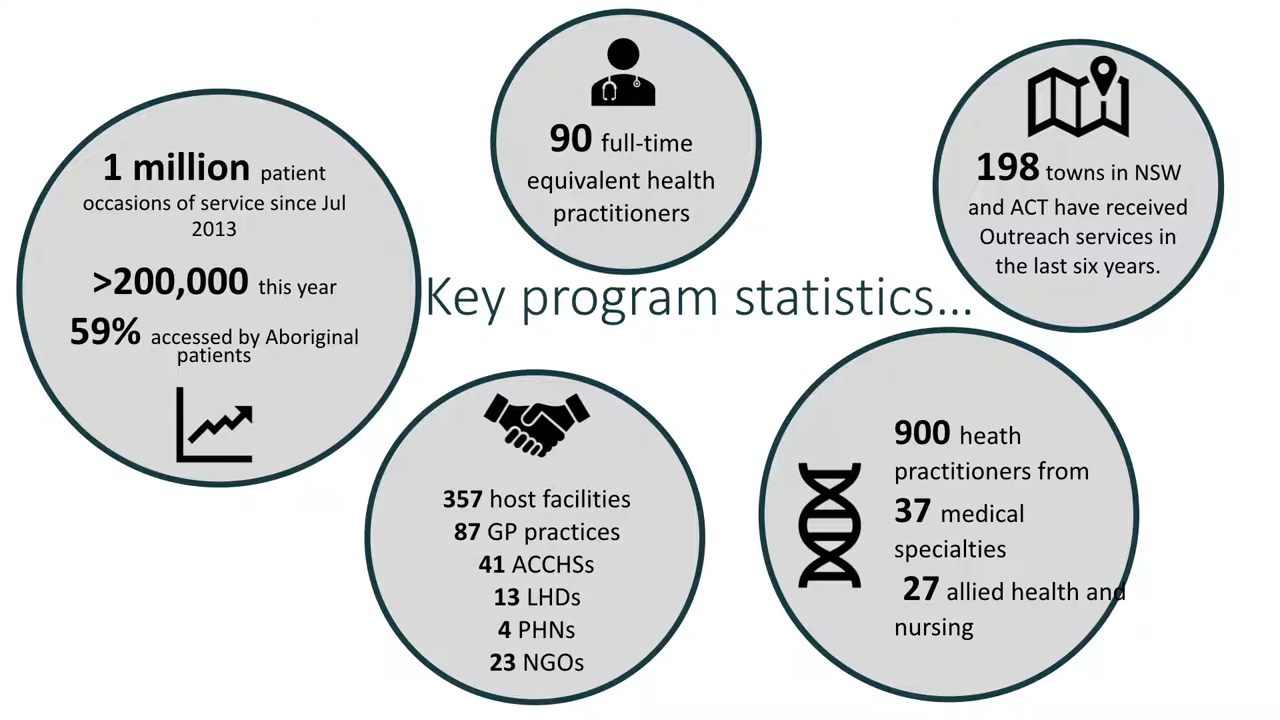 1 million patient
occasions of service since Jul
2013
>200,000 this year
59% accessed by Aboriginal
patients
90 full-time
equivalent health
practitioners
198 towns in NSW
and ACT have received
Outreach services in
the last six years.
Key program statistics...
357 host facilities
87 GP practices
41 ACCHSs
13 LHDs
4 PHNs
23 NGOs
900 heath
practitioners from
37 medical
specialties
27 allied health and
nursing